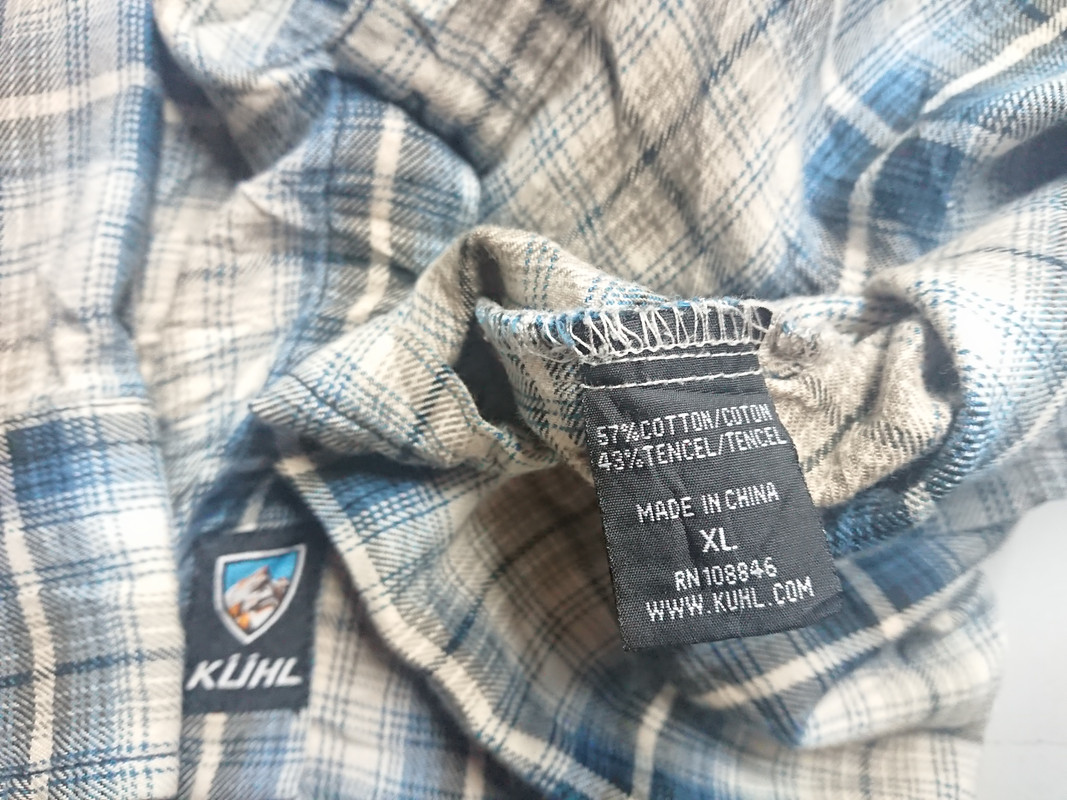 57%COTTON/COTON
43%TENCEL/TENCEL
MADE IN CHINA
XL
RN108846
WWW.KUHL.COM
KÜHL